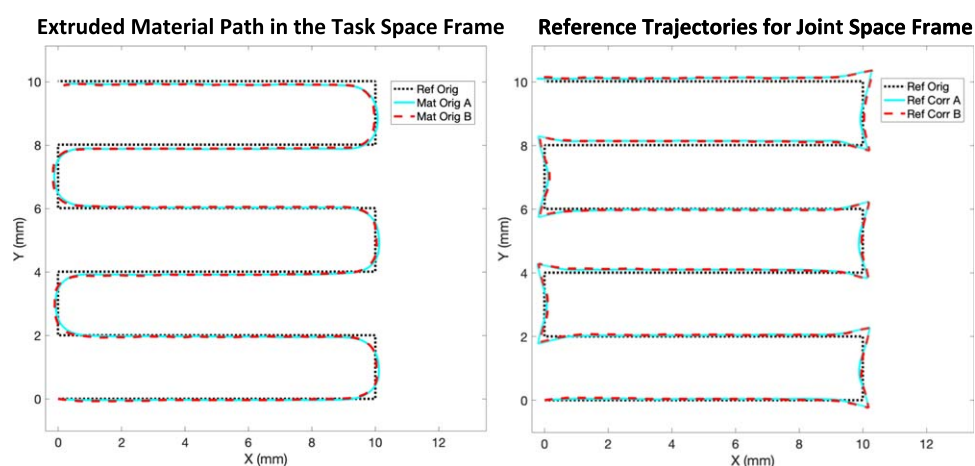 Extruded Material Path in the Task Space Frame
10
8
6
4
2
0
Y (mm)
0 2 4 6 8 10 12
X (mm)
Ref Orig
Mat Orig A
Mat Orig B
Reference Trajectories for Joint Space Frame
10
8
6
4
2
0
Y (mm)
0 2 4 6 8 10 12
X (mm)
Ref Orig
Ref Corr A
Ref Corr B